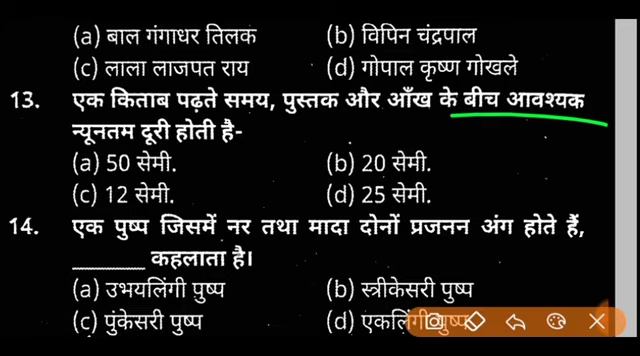 (a) बाल गंगाधर तिलक (b) विपिन चंद्रपाल
(c) लाला लाजपत राय (d) गोपाल कृष्ण गोखले
13. एक किताब पढ़ते समय, पुस्तक और आँख के बीच आवश्यक
न्यूनतम दूरी होती है-
(a) 50 सेमी. (b) 20 सेमी.
(c) 12 सेमी. (d) 25 सेमी.
14. एक पुष्प जिसमें नर तथा मादा दोनों प्रजनन अंग होते हैं,
______ कहलाता है।
(a) उभयलिंगी पुष्प (b) स्त्रीकेसरी पुष्प
(c) पुंकेसरी पुष्प (d) एकलिंगी पुष्प